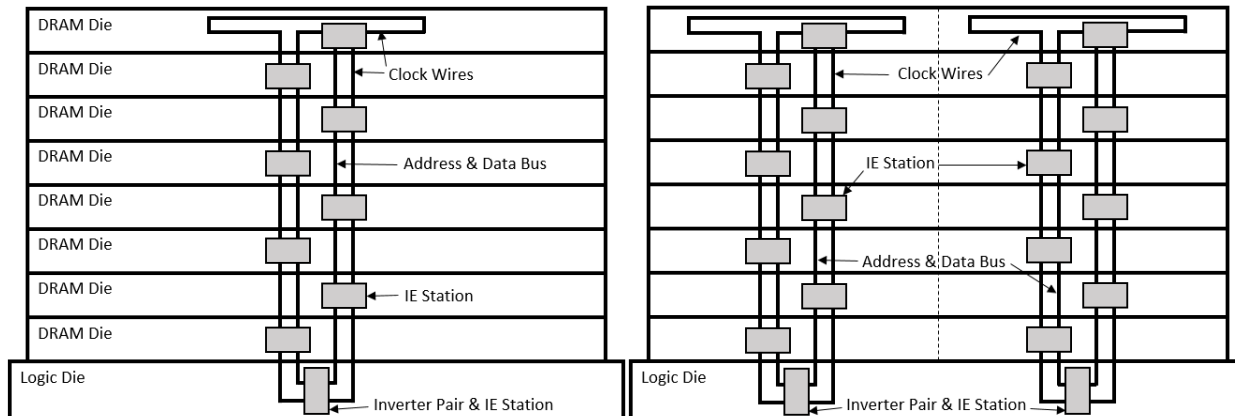 DRAM Die
DRAM Die
Clock Wires
DRAM Die
DRAM Die
Address & Data Bus
DRAM Die
DRAM Die
DRAM Die
IE Station
DRAM Die
Logic Die
Inverter Pair & IE Station
Clock Wires
IE Station
Address & Data Bus
Logic Die
Inverter Pair & IE Station